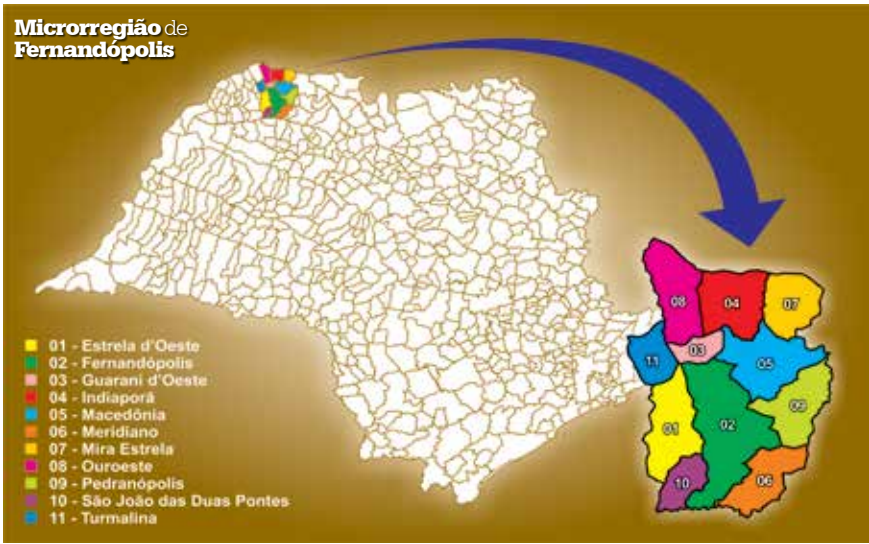 Microrregião de
Fernandópolis
01 - Estrela d'Oeste
02 - Fernandópolis
03 - Guarani d'Oeste
04 - Indiaporã
05 - Macedônia
06 - Meridiano
07 - Mira Estrela
08 - Ouroeste
09 - Pedranópolis
10 - São João das Duas Pontes
11 - Turmalina
08
04
07
11
03
05
09
01
02
10
06